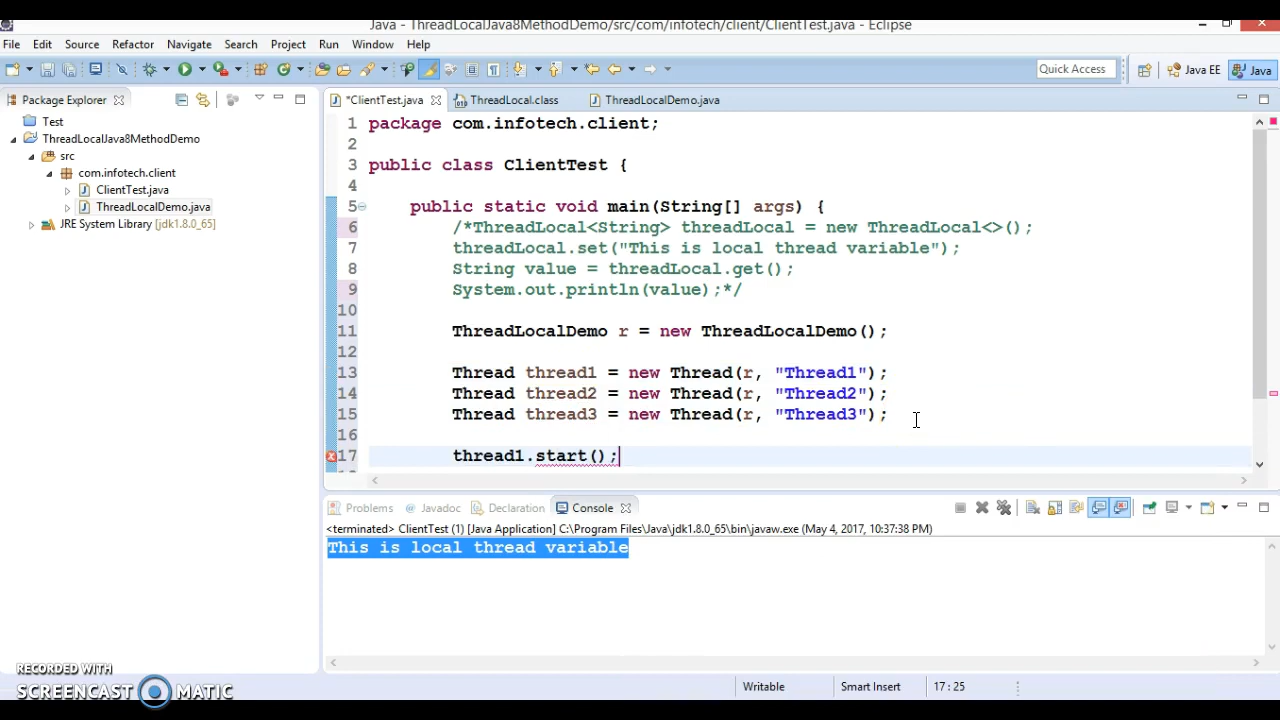 Java - ThreadLocalJava8MethodDemo/src/com/infotech/client/ClientTest.java - Eclipse
File Edit Source Refactor Navigate Search Project Run Window Help
Quick Access
Java EE
Java
Package Explorer
*ClientTest.java
ThreadLocal.class
ThreadLocalDemo.java
Test
ThreadLocalJava8MethodDemo
src
com.infotech.client
ClientTest.java
ThreadLocalDemo.java
JRE System Library [jdk1.8.0_65]
1 package com.infotech.client;
2
3 public class ClientTest {
4
5 public static void main(String[] args) {
6 /*ThreadLocal<String> threadLocal = new ThreadLocal<>();
7 threadLocal.set("This is local thread variable");
8 String value = threadLocal.get();
9 System.out.println(value);*/
10
11 ThreadLocalDemo r = new ThreadLocalDemo();
12
13 Thread thread1 = new Thread(r, "Thread1");
14 Thread thread2 = new Thread(r, "Thread2");
15 Thread thread3 = new Thread(r, "Thread3");
16
17 thread1.start();
Problems
Javadoc
Declaration
Console
<terminated> ClientTest (1) [Java Application] C:\Program Files\Java\jdk1.8.0_65\bin\javaw.exe (May 4, 2017, 10:37:38 PM)
This is local thread variable
RECORDED WITH
SCREENCAST MATIC
Writable
Smart Insert
17 : 25